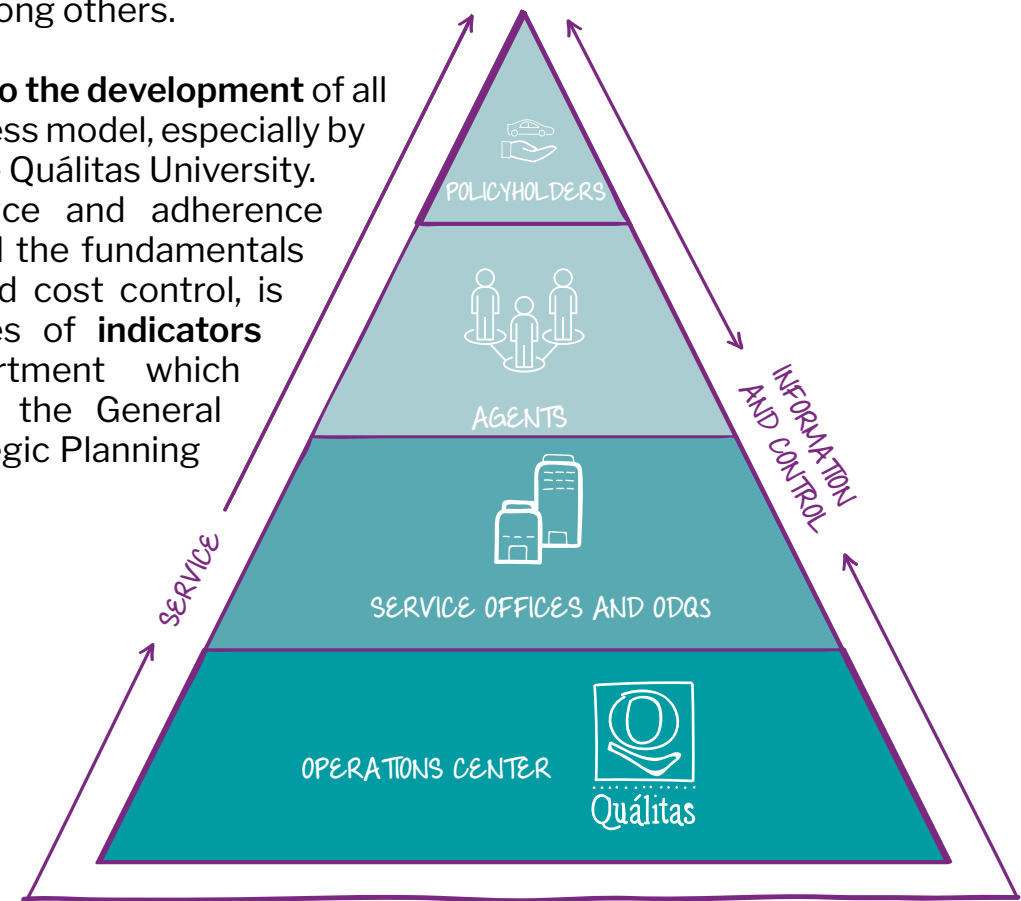 ong others.
o the development of all
ess model, especially by
Quálitas University.
ce and adherence
the fundamentals
d cost control, is
es of indicators
artment which
the General
egic Planning
POLICYHOLDERS
AGENTS
SERVICE OFFICES AND ODQS
OPERATIONS CENTER
Quálitas
SERVICE
INFORMATION
AND CONTROL